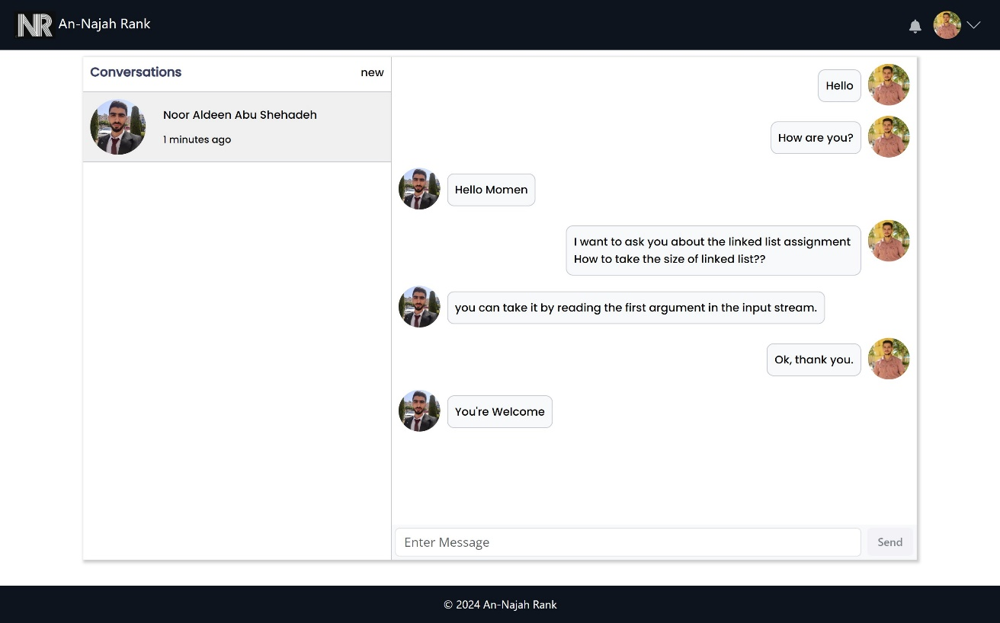 NR An-Najah Rank
Conversations
new
Noor Aldeen Abu Shehadeh
1 minutes ago
Hello
How are you?
Hello Momen
I want to ask you about the linked list assignment
How to take the size of linked list??
you can take it by reading the first argument in the input stream.
Ok, thank you.
You're Welcome
Enter Message
Send
© 2024 An-Najah Rank